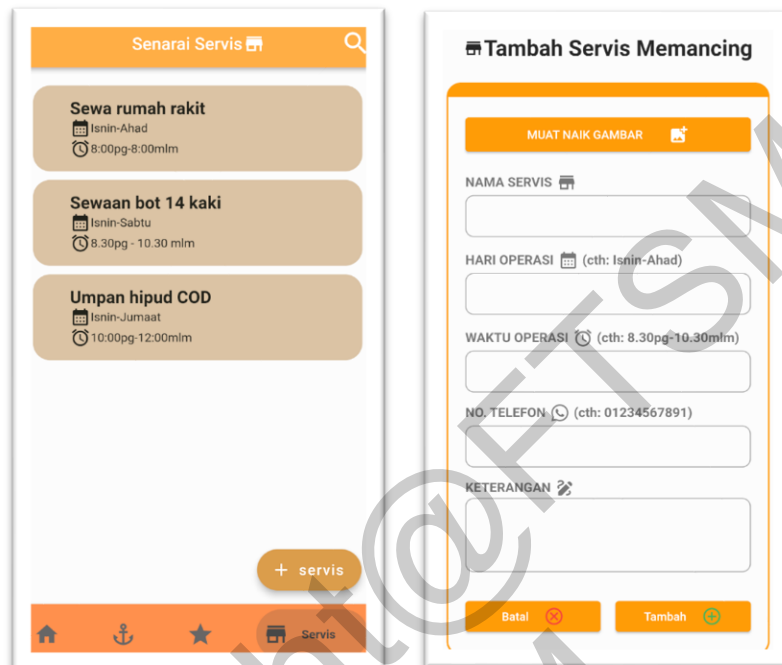 Senarai Servis
Sewa rumah rakit
Isnin-Ahad
8:00pg-8:00mlm
Sewaan bot 14 kaki
Isnin-Sabtu
8.30pg - 10.30 mlm
Umpan hipud COD
Isnin-Jumaat
10:00pg-12:00mlm
+ servis
Servis
Tambah Servis Memancing
MUAT NAIK GAMBAR
NAMA SERVIS
HARI OPERASI (cth: Isnin-Ahad)
WAKTU OPERASI (cth: 8.30pg-10.30mlm)
NO. TELEFON (cth: 01234567891)
KETERANGAN
Batal
Tambah
ht@FTSM